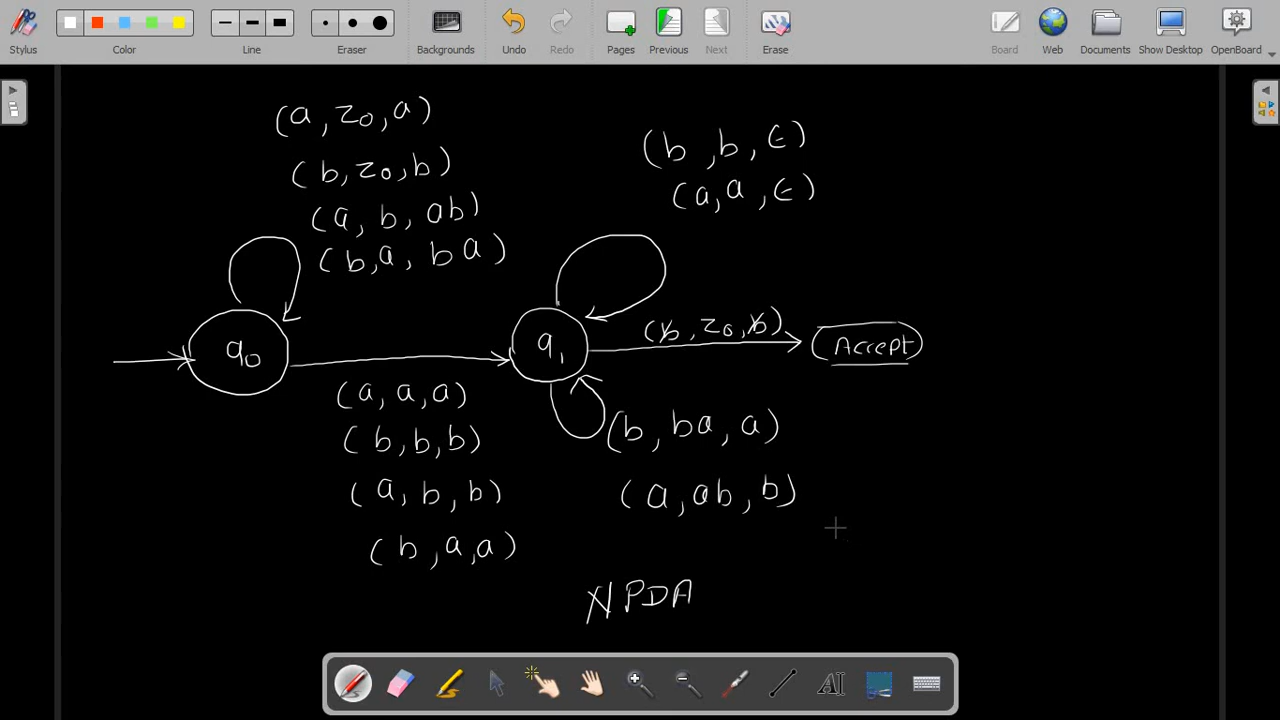 Stylus
Color
Line
Eraser
Backgrounds
Undo
Redo
Pages
Previous
Next
Erase
Board
Web
Documents
Show Desktop
OpenBoard
(a, z0, a)
(b, z0, b)
(a, b, ab)
(b, a, ba)
(b, b, ∈)
(a, a, ∈)
q0
q1
(b, z0, b)
Accept
(a, a, a)
(b, b, b)
(a, b, b)
(b, a, a)
(b, ba, a)
(a, ab, b)
NPDA
AI